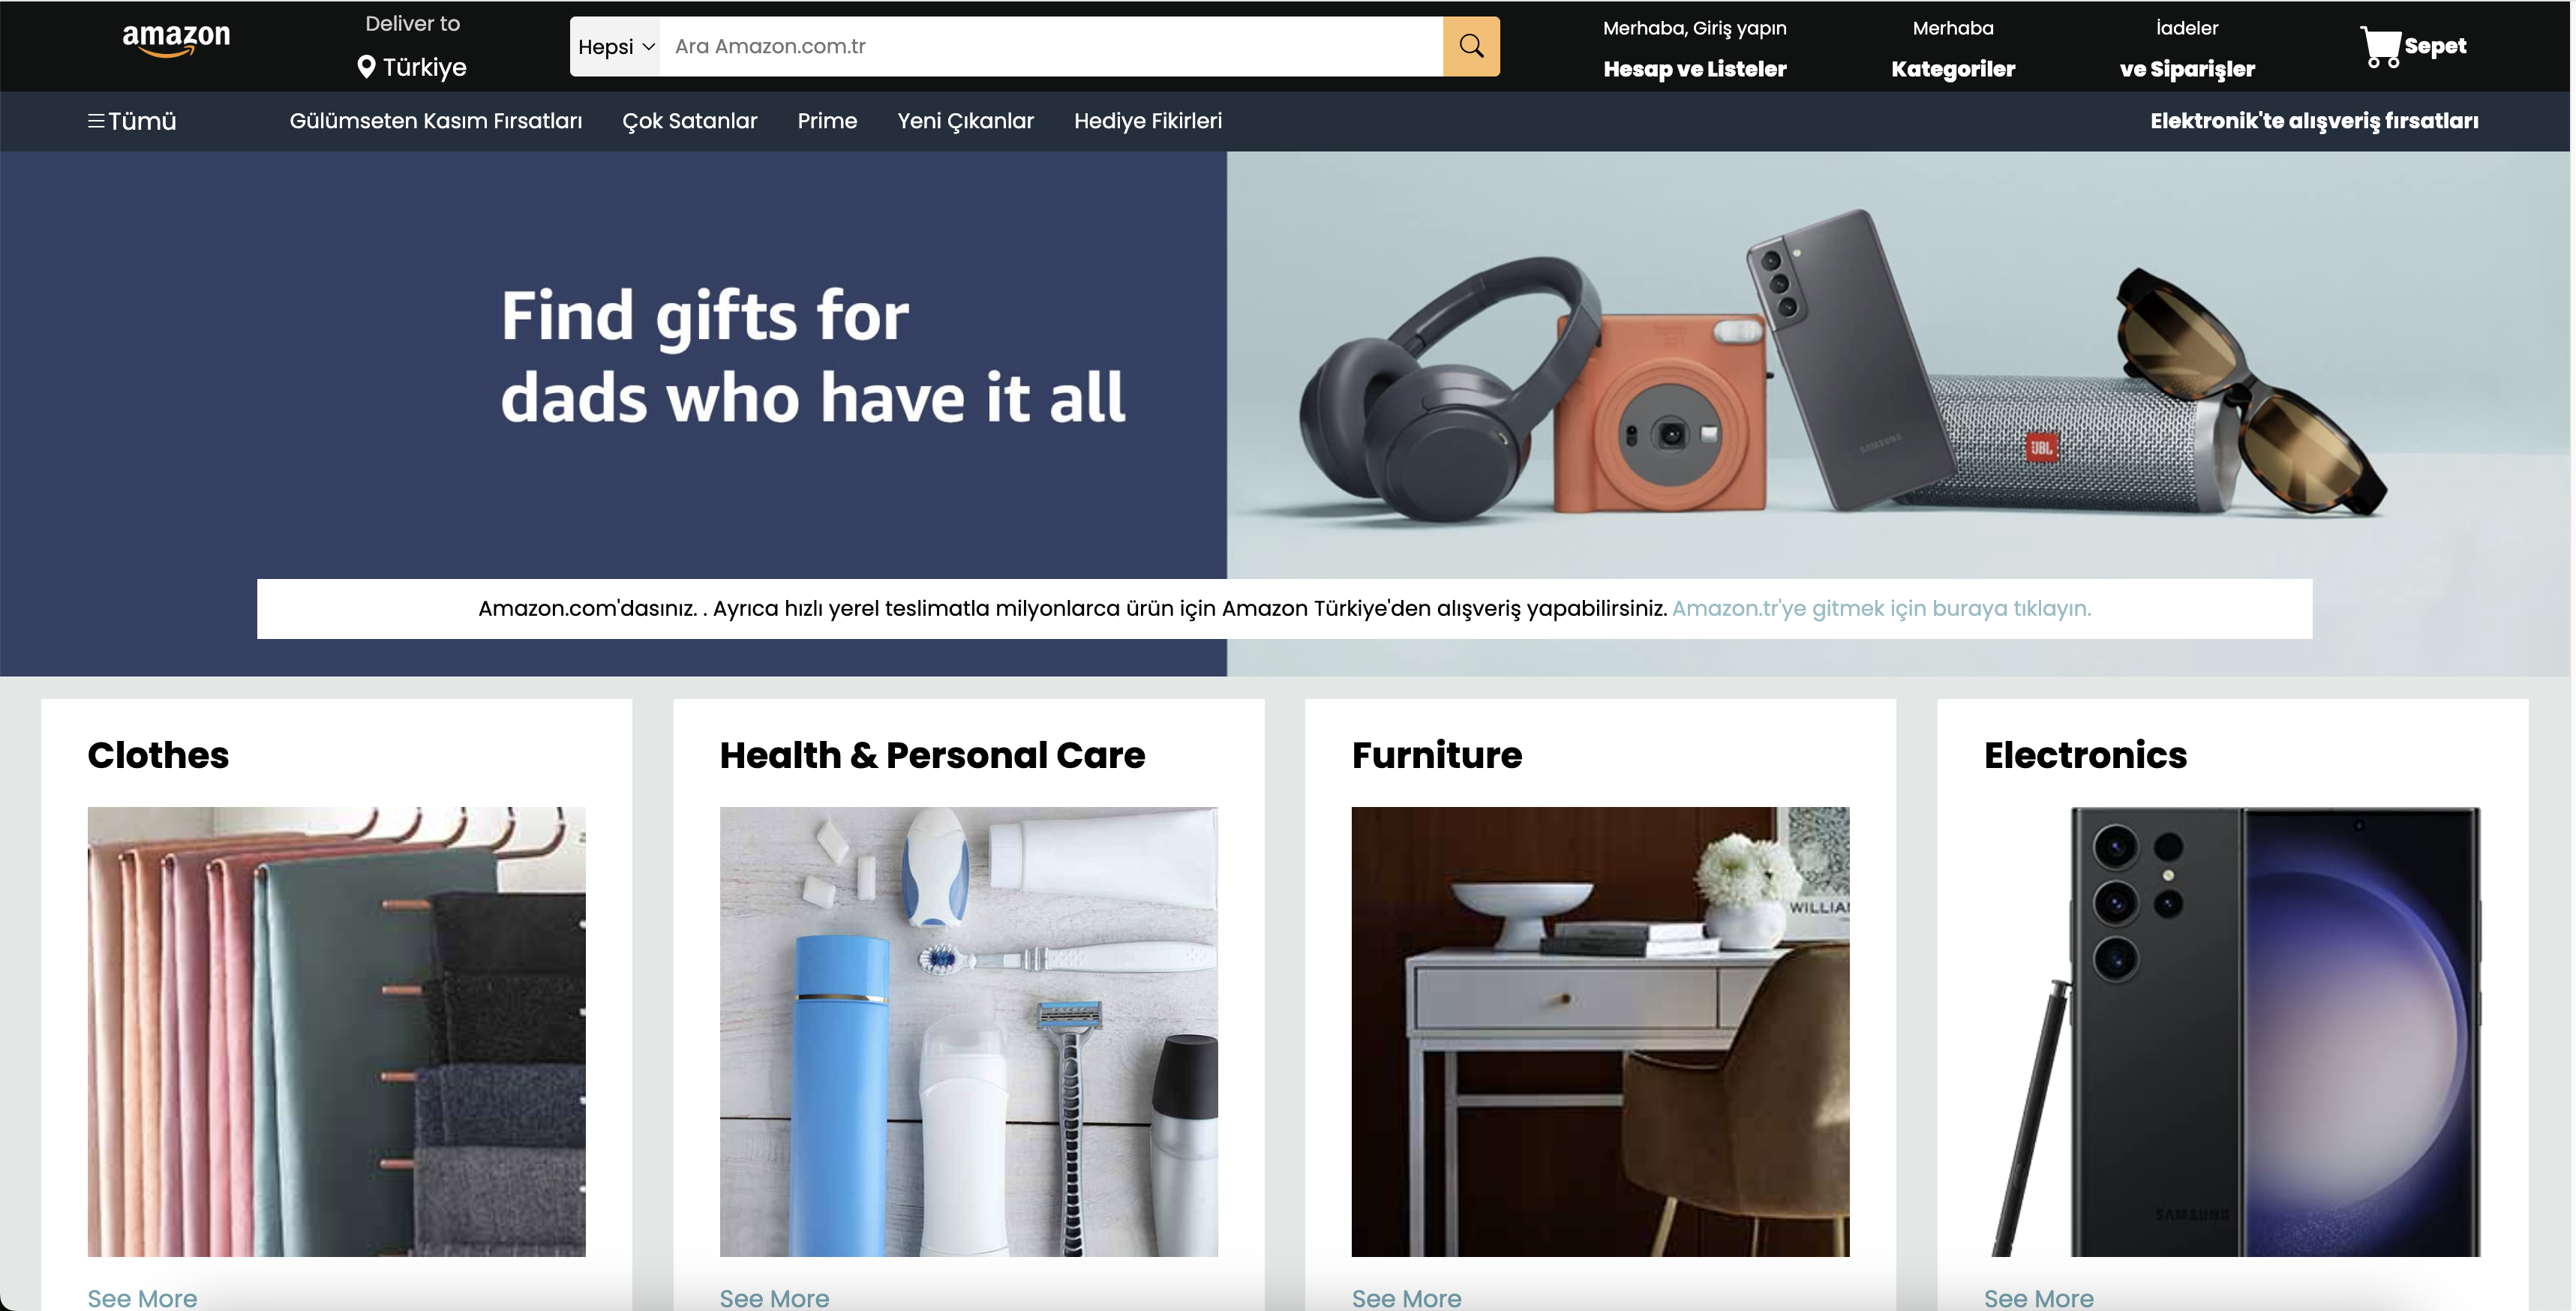 amazon
Deliver to
Türkiye
Hepsi
Ara Amazon.com.tr
Merhaba, Giriş yapın
Hesap ve Listeler
Merhaba
Kategoriler
İadeler
ve Siparişler
Sepet
Tümü
Gülümseten Kasım Fırsatları
Çok Satanlar
Prime
Yeni Çıkanlar
Hediye Fikirleri
Elektronik'te alışveriş fırsatları
Find gifts for
dads who have it all
SAMSUNG
JBL
Amazon.com'dasınız. . Ayrıca hızlı yerel teslimatla milyonlarca ürün için Amazon Türkiye'den alışveriş yapabilirsiniz. Amazon.tr'ye gitmek için buraya tıklayın.
Clothes
Health & Personal Care
Furniture
Electronics
WILLIA
SAMSUNG
See More
See More
See More
See More